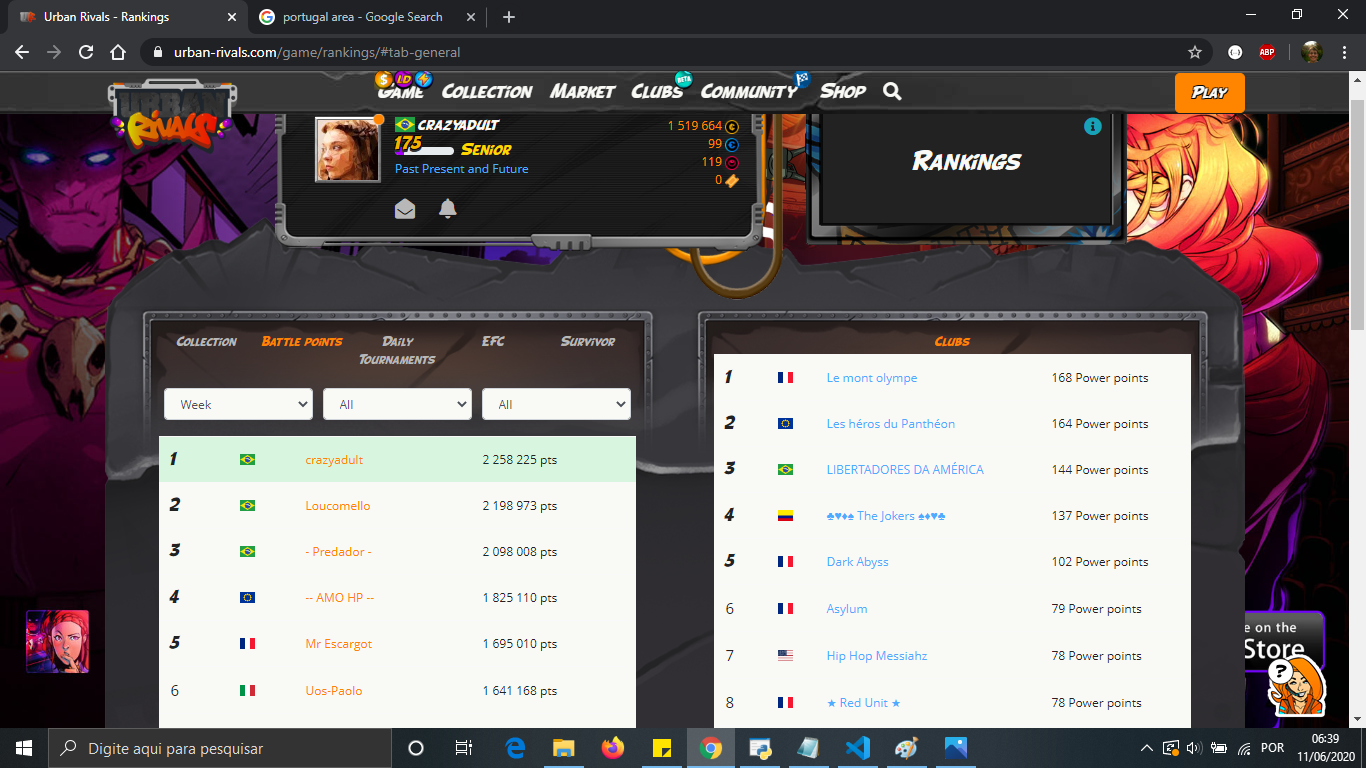 Urban Rivals - Rankings
portugal area - Google Search
urban-rivals.com/game/rankings/#tab-general
ABP
URBAN RIVALS
GAME
COLLECTION
MARKET
CLUBS
BETA
COMMUNITY
SHOP
PLAY
CRAZYADULT
175
SENIOR
Past Present and Future
1 519 664
99
119
0
RANKINGS
COLLECTION
BATTLE POINTS
DAILY TOURNAMENTS
EFC
SURVIVOR
Week
All
All
1 crazyadult 2 258 225 pts
2 Loucomello 2 198 973 pts
3 - Predador - 2 098 008 pts
4 -- AMO HP -- 1 825 110 pts
5 Mr Escargot 1 695 010 pts
6 Uos-Paolo 1 641 168 pts
CLUBS
1 Le mont olympe 168 Power points
2 Les héros du Panthéon 164 Power points
3 LIBERTADORES DA AMÉRICA 144 Power points
4 ♣♥♦♠ The Jokers ♠♦♥♣ 137 Power points
5 Dark Abyss 102 Power points
6 Asylum 79 Power points
7 Hip Hop Messiahz 78 Power points
8 ★ Red Unit ★ 78 Power points
e on the
Store
?
Digite aqui para pesquisar
POR
06:39
11/06/2020